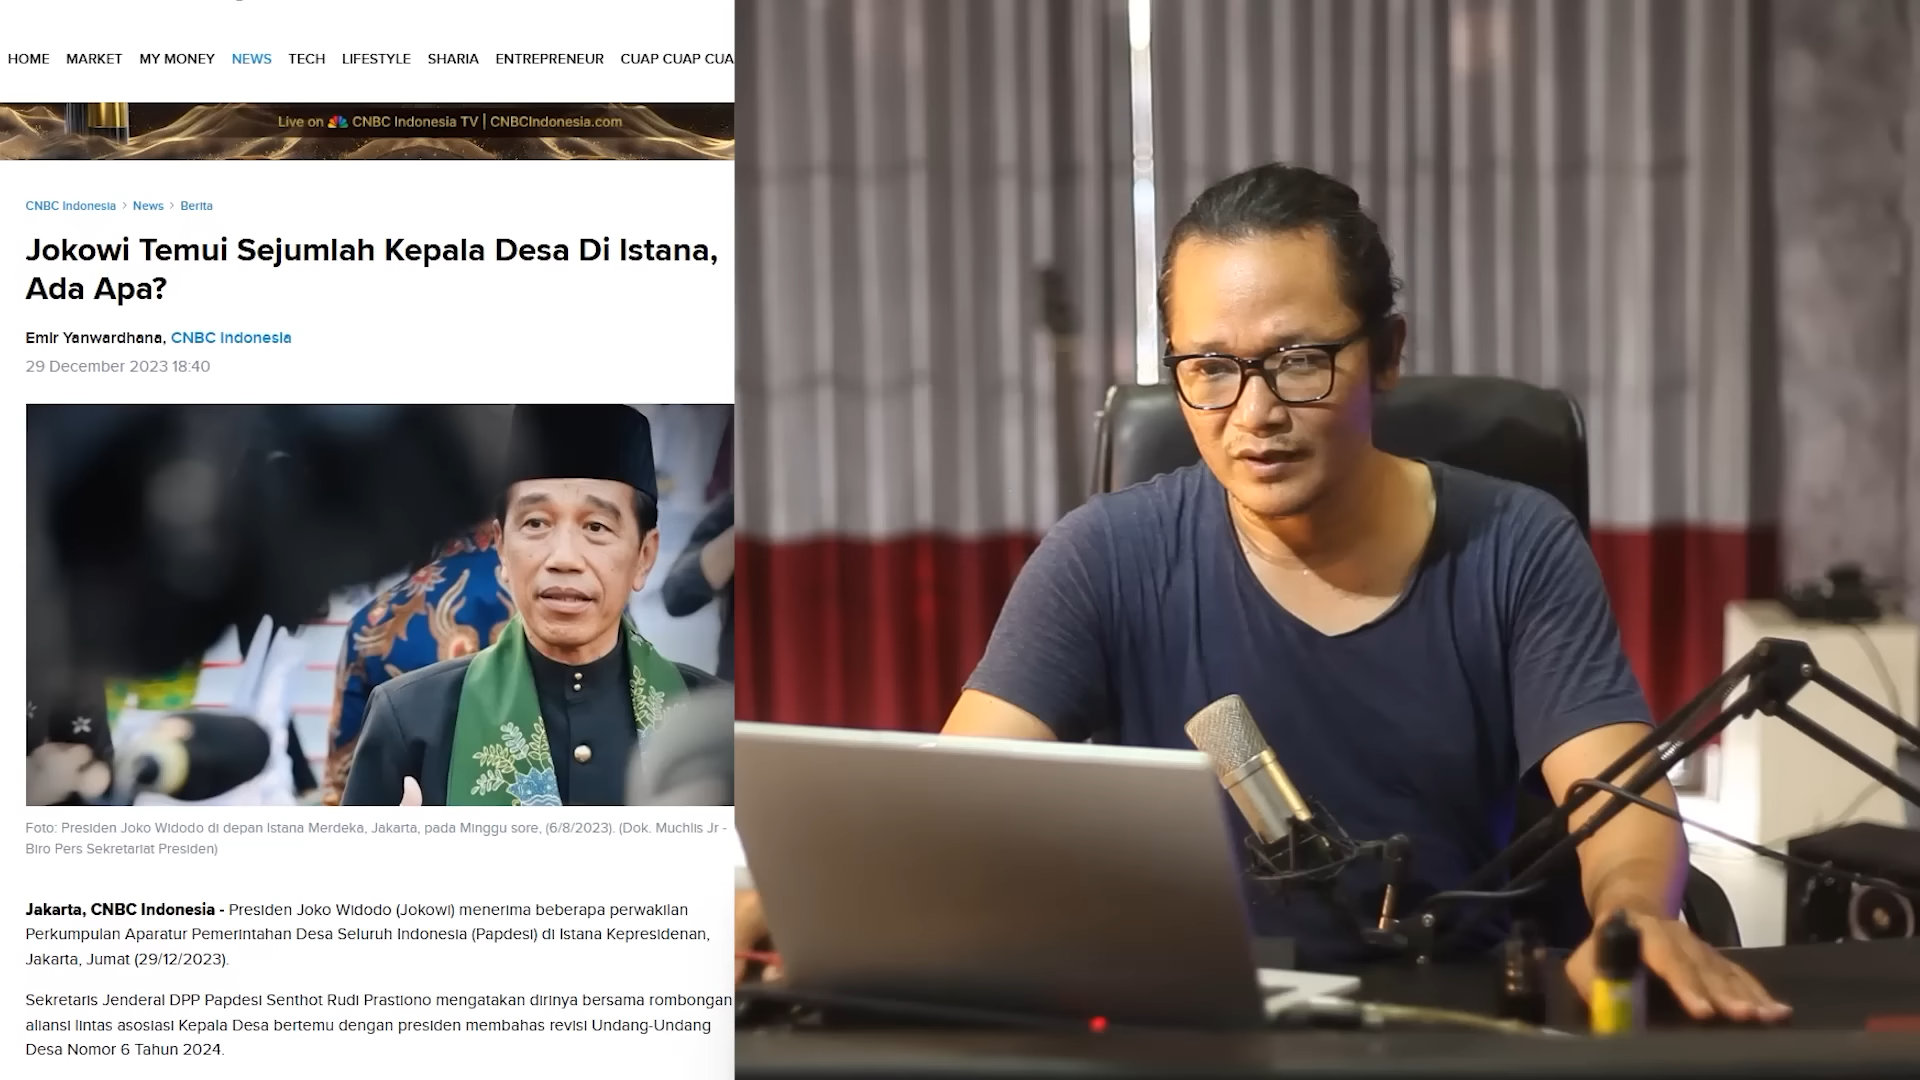 HOME MARKET MY MONEY NEWS TECH LIFESTYLE SHARIA ENTREPRENEUR CUAP CUAP CUA
Live on CNBC Indonesia TV | CNBCIndonesia.com
CNBC Indonesia > News > Berita
Jokowi Temui Sejumlah Kepala Desa Di Istana,
Ada Apa?
Emir Yanwardhana, CNBC Indonesia
29 December 2023 18:40
Foto: Presiden Joko Widodo di depan Istana Merdeka, Jakarta, pada Minggu sore, (6/8/2023). (Dok. Muchlis Jr -
Biro Pers Sekretariat Presiden)
Jakarta, CNBC Indonesia - Presiden Joko Widodo (Jokowi) menerima beberapa perwakilan
Perkumpulan Aparatur Pemerintahan Desa Seluruh Indonesia (Papdesi) di Istana Kepresidenan,
Jakarta, Jumat (29/12/2023).
Sekretaris Jenderal DPP Papdesi Senthot Rudi Prastiono mengatakan dirinya bersama rombongan
aliansi lintas asosiasi Kepala Desa bertemu dengan presiden membahas revisi Undang-Undang
Desa Nomor 6 Tahun 2024.